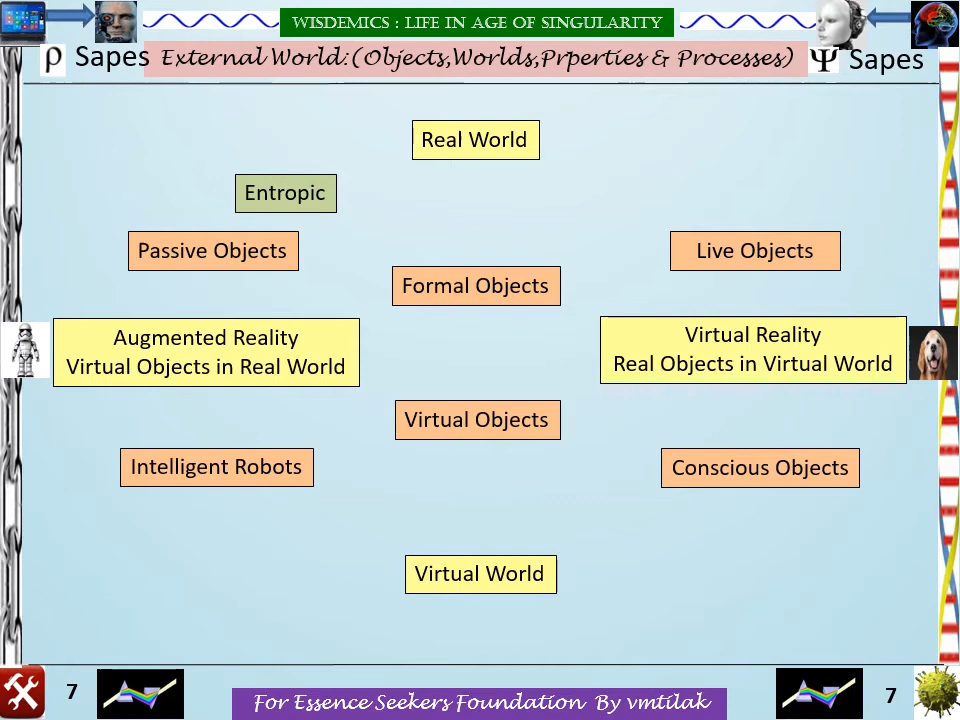 WISDEMICS : LIFE IN AGE OF SINGULARITY
ρ Sapes
External World:(Objects,Worlds,Prperties & Processes)
Ψ Sapes
Real World
Entropic
Passive Objects
Live Objects
Formal Objects
Augmented Reality
Virtual Objects in Real World
Virtual Reality
Real Objects in Virtual World
Virtual Objects
Intelligent Robots
Conscious Objects
Virtual World
7
For Essence Seekers Foundation By vmtilak
7